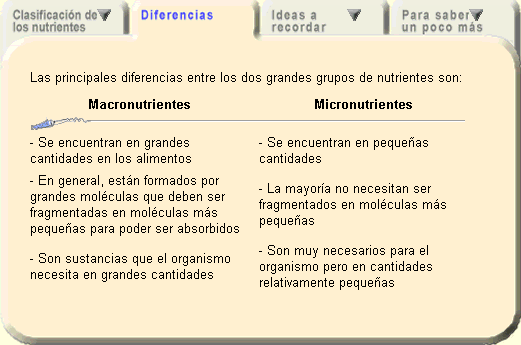 Clasificación de los nutrientes
Diferencias
Ideas a recordar
Para saber un poco más
Las principales diferencias entre los dos grandes grupos de nutrientes son:
Macronutrientes
- Se encuentran en grandes
cantidades en los alimentos
- En general, están formados por
grandes moléculas que deben ser
fragmentadas en moléculas más
pequeñas para poder ser absorbidos
- Son sustancias que el organismo
necesita en grandes cantidades
Micronutrientes
- Se encuentran en pequeñas
cantidades
- La mayoría no necesitan ser
fragmentados en moléculas más
pequeñas
- Son muy necesarios para el
organismo pero en cantidades
relativamente pequeñas